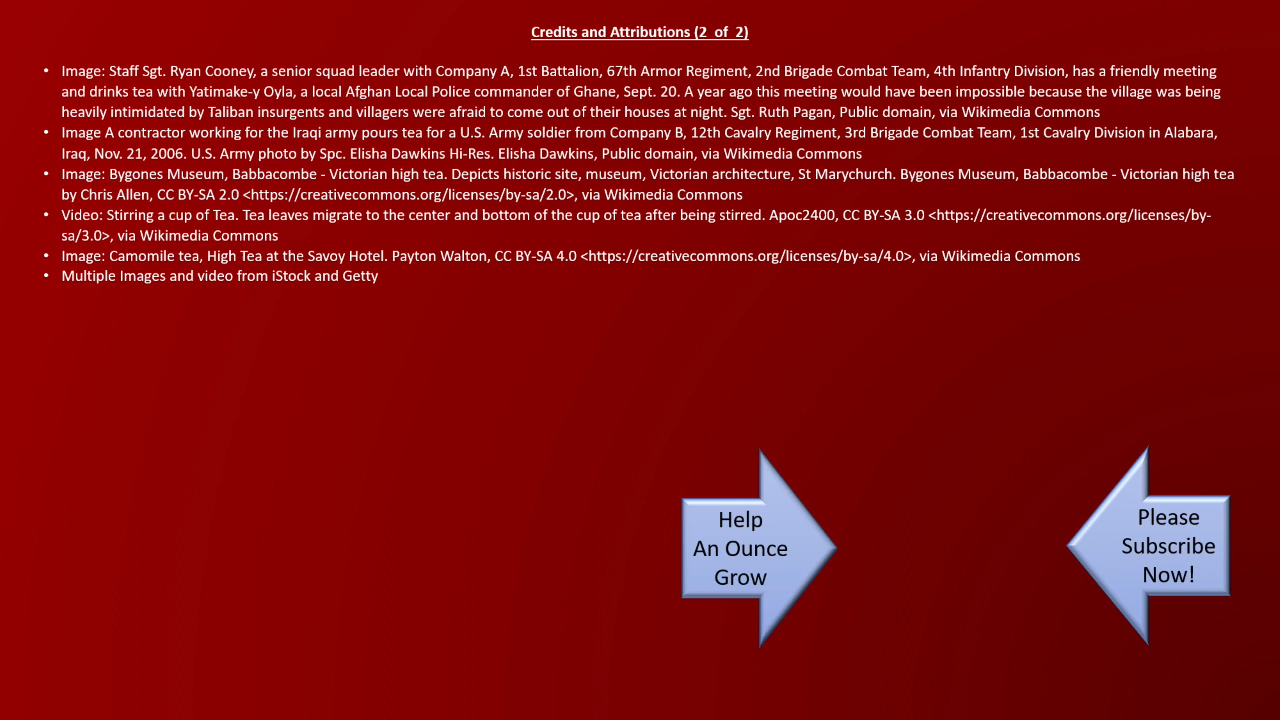 Credits and Attributions (2 of 2)
• Image: Staff Sgt. Ryan Cooney, a senior squad leader with Company A, 1st Battalion, 67th Armor Regiment, 2nd Brigade Combat Team, 4th Infantry Division, has a friendly meeting
and drinks tea with Yatimake-y Oyla, a local Afghan Local Police commander of Ghane, Sept. 20. A year ago this meeting would have been impossible because the village was being
heavily intimidated by Taliban insurgents and villagers were afraid to come out of their houses at night. Sgt. Ruth Pagan, Public domain, via Wikimedia Commons
• Image A contractor working for the Iraqi army pours tea for a U.S. Army soldier from Company B, 12th Cavalry Regiment, 3rd Brigade Combat Team, 1st Cavalry Division in Alabara,
Iraq, Nov. 21, 2006. U.S. Army photo by Spc. Elisha Dawkins Hi-Res. Elisha Dawkins, Public domain, via Wikimedia Commons
• Image: Bygones Museum, Babbacombe - Victorian high tea. Depicts historic site, museum, Victorian architecture, St Marychurch. Bygones Museum, Babbacombe - Victorian high tea
by Chris Allen, CC BY-SA 2.0 <https://creativecommons.org/licenses/by-sa/2.0>, via Wikimedia Commons
• Video: Stirring a cup of Tea. Tea leaves migrate to the center and bottom of the cup of tea after being stirred. Apoc2400, CC BY-SA 3.0 <https://creativecommons.org/licenses/by-
sa/3.0>, via Wikimedia Commons
• Image: Camomile tea, High Tea at the Savoy Hotel. Payton Walton, CC BY-SA 4.0 <https://creativecommons.org/licenses/by-sa/4.0>, via Wikimedia Commons
• Multiple Images and video from iStock and Getty
Help
An Ounce
Grow
Please
Subscribe
Now!